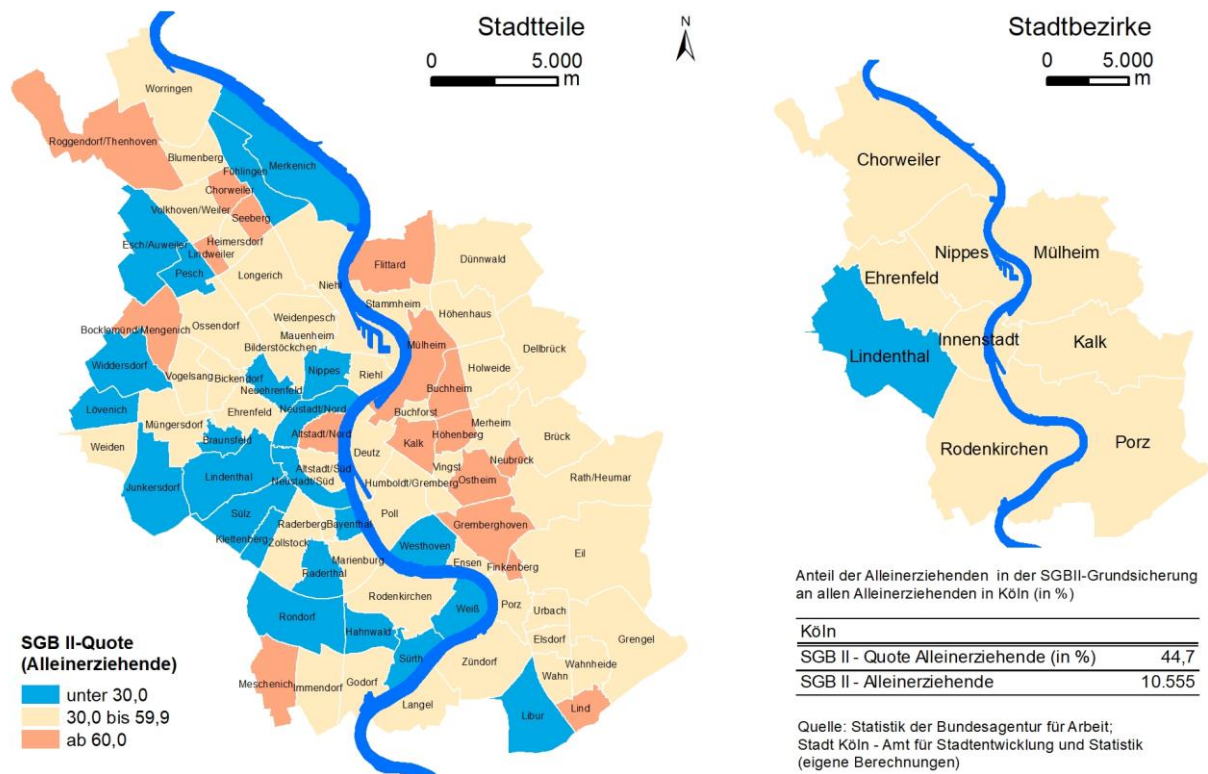 Stadtteile
N
0 5.000
m
Worringen
Roggendorf/Thenhoven
Blumenberg
Fühlingen
Merkenich
Chorweiler
Volkhoven/Weiler
Seeberg
Esch/Auweiler
Heimersdorf
Lindweiler
Pesch
Longerich
Flittard
Dünnwald
Niehl
Stammheim
Bocklemünd/Mengenich
Ossendorf
Weidenpesch
Höhenhaus
Mauenheim
Bilderstöckchen
Mülheim
Dellbrück
Widdersdorf
Vogelsang
Bickendorf
Nippes
Riehl
Holweide
Neuehrenfeld
Buchheim
Lövenich
Ehrenfeld
Neustadt/Nord
Buchforst
Müngersdorf
Merheim
Weiden
Braunsfeld
Altstadt/Nord
Kalk
Höhenberg
Brück
Deutz
Neubrück
Junkersdorf
Lindenthal
Altstadt/Süd
Vingst
Rath/Heumar
Neustadt/Süd
Humboldt/Gremberg
Ostheim
Sülz
Poll
Raderberg
Bayenthal
Gremberghoven
Klettenberg
Zollstock
Westhoven
Eil
Marienburg
Ensen
Finkenberg
Raderthal
Rodenkirchen
Rondorf
Weiß
Porz
Urbach
Hahnwald
Elsdorf
Grengel
Sürth
Zündorf
Wahnheide
Wahn
Meschenich
Immendorf
Godorf
Langel
Libur
Lind
SGB II-Quote
(Alleinerziehende)
unter 30,0
30,0 bis 59,9
ab 60,0
Stadtbezirke
0 5.000
m
Chorweiler
Nippes
Mülheim
Ehrenfeld
Innenstadt
Kalk
Lindenthal
Rodenkirchen
Porz
Anteil der Alleinerziehenden in der SGBII-Grundsicherung
an allen Alleinerziehenden in Köln (in %)
Köln
SGB II - Quote Alleinerziehende (in %) 44,7
SGB II - Alleinerziehende 10.555
Quelle: Statistik der Bundesagentur für Arbeit;
Stadt Köln - Amt für Stadtentwicklung und Statistik
(eigene Berechnungen)